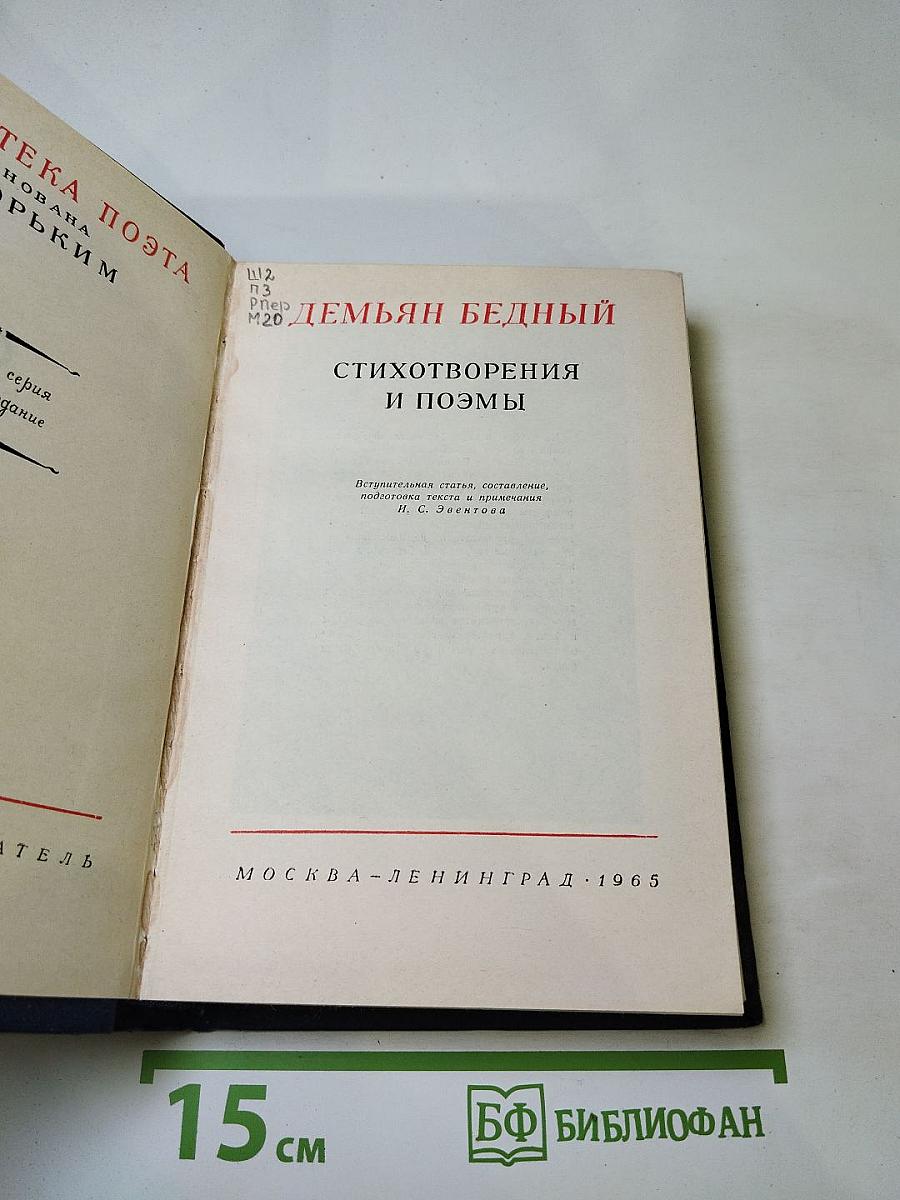 ТЕКА ПОЭТА
НОВАНА
ОРЬКИМ
серия
дание
АТЕЛЬ
Ш2
П3
РПер
М20
ДЕМЬЯН БЕДНЫЙ
СТИХОТВОРЕНИЯ
И ПОЭМЫ
Вступительная статья, составление,
подготовка текста и примечания
И. С. Эвентова
МОСКВА–ЛЕНИНГРАД · 1965
15 см
БФ БИБЛИОФАН